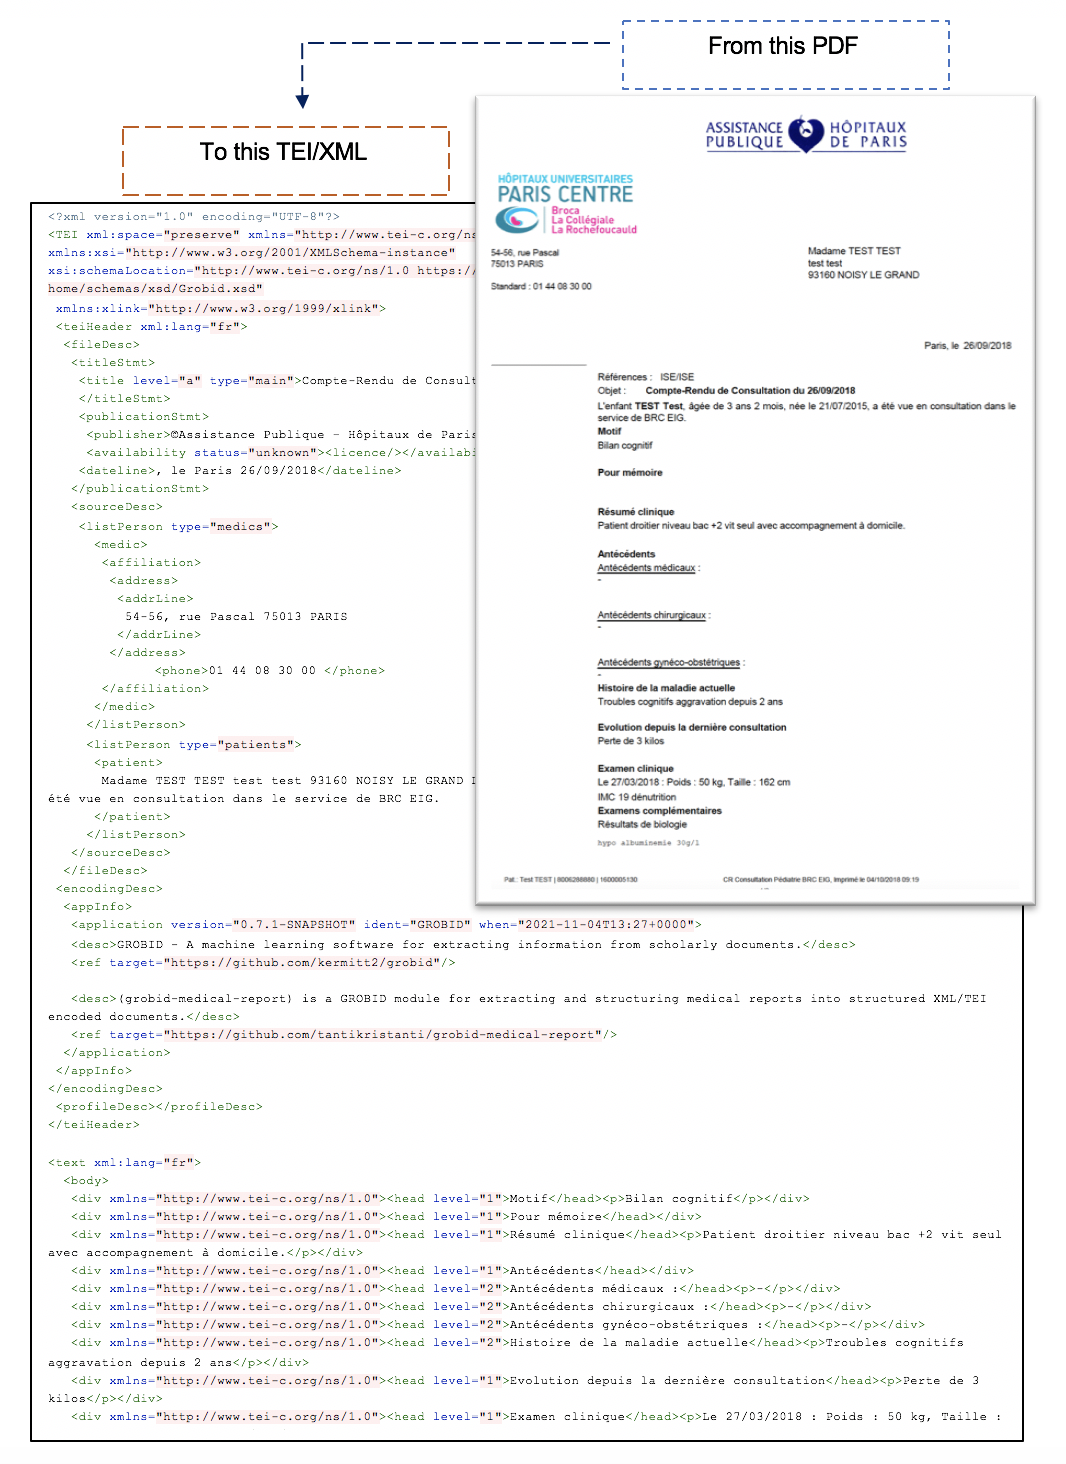 From this PDF
To this TEI/XML
ASSISTANCE PUBLIQUE HÔPITAUX DE PARIS
HÔPITAUX UNIVERSITAIRES
PARIS CENTRE
Broca
La Collégiale
La Rochefoucauld
54-56, rue Pascal
75013 PARIS
Standard : 01 44 08 30 00
Madame TEST TEST
test test
93160 NOISY LE GRAND
Paris, le 26/09/2018
Références : ISE/ISE
Objet : Compte-Rendu de Consultation du 26/09/2018
L'enfant TEST Test, âgée de 3 ans 2 mois, née le 21/07/2015, a été vue en consultation dans le
service de BRC EIG.
Motif
Bilan cognitif
Pour mémoire
Résumé clinique
Patient droitier niveau bac +2 vit seul avec accompagnement à domicile.
Antécédents
Antécédents médicaux :
-
Antécédents chirurgicaux :
-
Antécédents gynéco-obstétriques :
-
Histoire de la maladie actuelle
Troubles cognitifs aggravation depuis 2 ans
Evolution depuis la dernière consultation
Perte de 3 kilos
Examen clinique
Le 27/03/2018 : Poids : 50 kg, Taille : 162 cm
IMC 19 dénutrition
Examens complémentaires
Résultats de biologie
hypo albuminemie 30g/l
Pat.: Test TEST | 8006288880 | 1600005130
CR Consultation Pédiatrie BRC EIG, Imprimé le 04/10/2018 09:19
<?xml version="1.0" encoding="UTF-8"?>
<TEI xml:space="preserve" xmlns="http://www.tei-c.org/ns
xmlns:xsi="http://www.w3.org/2001/XMLSchema-instance"
xsi:schemaLocation="http://www.tei-c.org/ns/1.0 https:/
home/schemas/xsd/Grobid.xsd"
xmlns:xlink="http://www.w3.org/1999/xlink">
<teiHeader xml:lang="fr">
<fileDesc>
<titleStmt>
<title level="a" type="main">Compte-Rendu de Consult
</titleStmt>
<publicationStmt>
<publisher>©Assistance Publique - Hôpitaux de Paris
<availability status="unknown"><licence/></availabi
<dateline>, le Paris 26/09/2018</dateline>
</publicationStmt>
<sourceDesc>
<listPerson type="medics">
<medic>
<affiliation>
<address>
<addrLine>
54-56, rue Pascal 75013 PARIS
</addrLine>
</address>
<phone>01 44 08 30 00 </phone>
</affiliation>
</medic>
</listPerson>
<listPerson type="patients">
<patient>
Madame TEST TEST test test 93160 NOISY LE GRAND
été vue en consultation dans le service de BRC EIG.
</patient>
</listPerson>
</sourceDesc>
</fileDesc>
<encodingDesc>
<appInfo>
<application version="0.7.1-SNAPSHOT" ident="GROBID" when="2021-11-04T13:27+0000">
<desc>GROBID - A machine learning software for extracting information from scholarly documents.</desc>
<ref target="https://github.com/kermitt2/grobid"/>
<desc>(grobid-medical-report) is a GROBID module for extracting and structuring medical reports into structured XML/TEI
encoded documents.</desc>
<ref target="https://github.com/tantikristanti/grobid-medical-report"/>
</application>
</appInfo>
</encodingDesc>
<profileDesc></profileDesc>
</teiHeader>
<text xml:lang="fr">
<body>
<div xmlns="http://www.tei-c.org/ns/1.0"><head level="1">Motif</head><p>Bilan cognitif</p></div>
<div xmlns="http://www.tei-c.org/ns/1.0"><head level="1">Pour mémoire</head></div>
<div xmlns="http://www.tei-c.org/ns/1.0"><head level="1">Résumé clinique</head><p>Patient droitier niveau bac +2 vit seul
avec accompagnement à domicile.</p></div>
<div xmlns="http://www.tei-c.org/ns/1.0"><head level="1">Antécédents</head></div>
<div xmlns="http://www.tei-c.org/ns/1.0"><head level="2">Antécédents médicaux :</head><p>-</p></div>
<div xmlns="http://www.tei-c.org/ns/1.0"><head level="2">Antécédents chirurgicaux :</head><p>-</p></div>
<div xmlns="http://www.tei-c.org/ns/1.0"><head level="2">Antécédents gynéco-obstétriques :</head><p>-</p></div>
<div xmlns="http://www.tei-c.org/ns/1.0"><head level="2">Histoire de la maladie actuelle</head><p>Troubles cognitifs
aggravation depuis 2 ans</p></div>
<div xmlns="http://www.tei-c.org/ns/1.0"><head level="1">Evolution depuis la dernière consultation</head><p>Perte de 3
kilos</p></div>
<div xmlns="http://www.tei-c.org/ns/1.0"><head level="1">Examen clinique</head><p>Le 27/03/2018 : Poids : 50 kg, Taille :